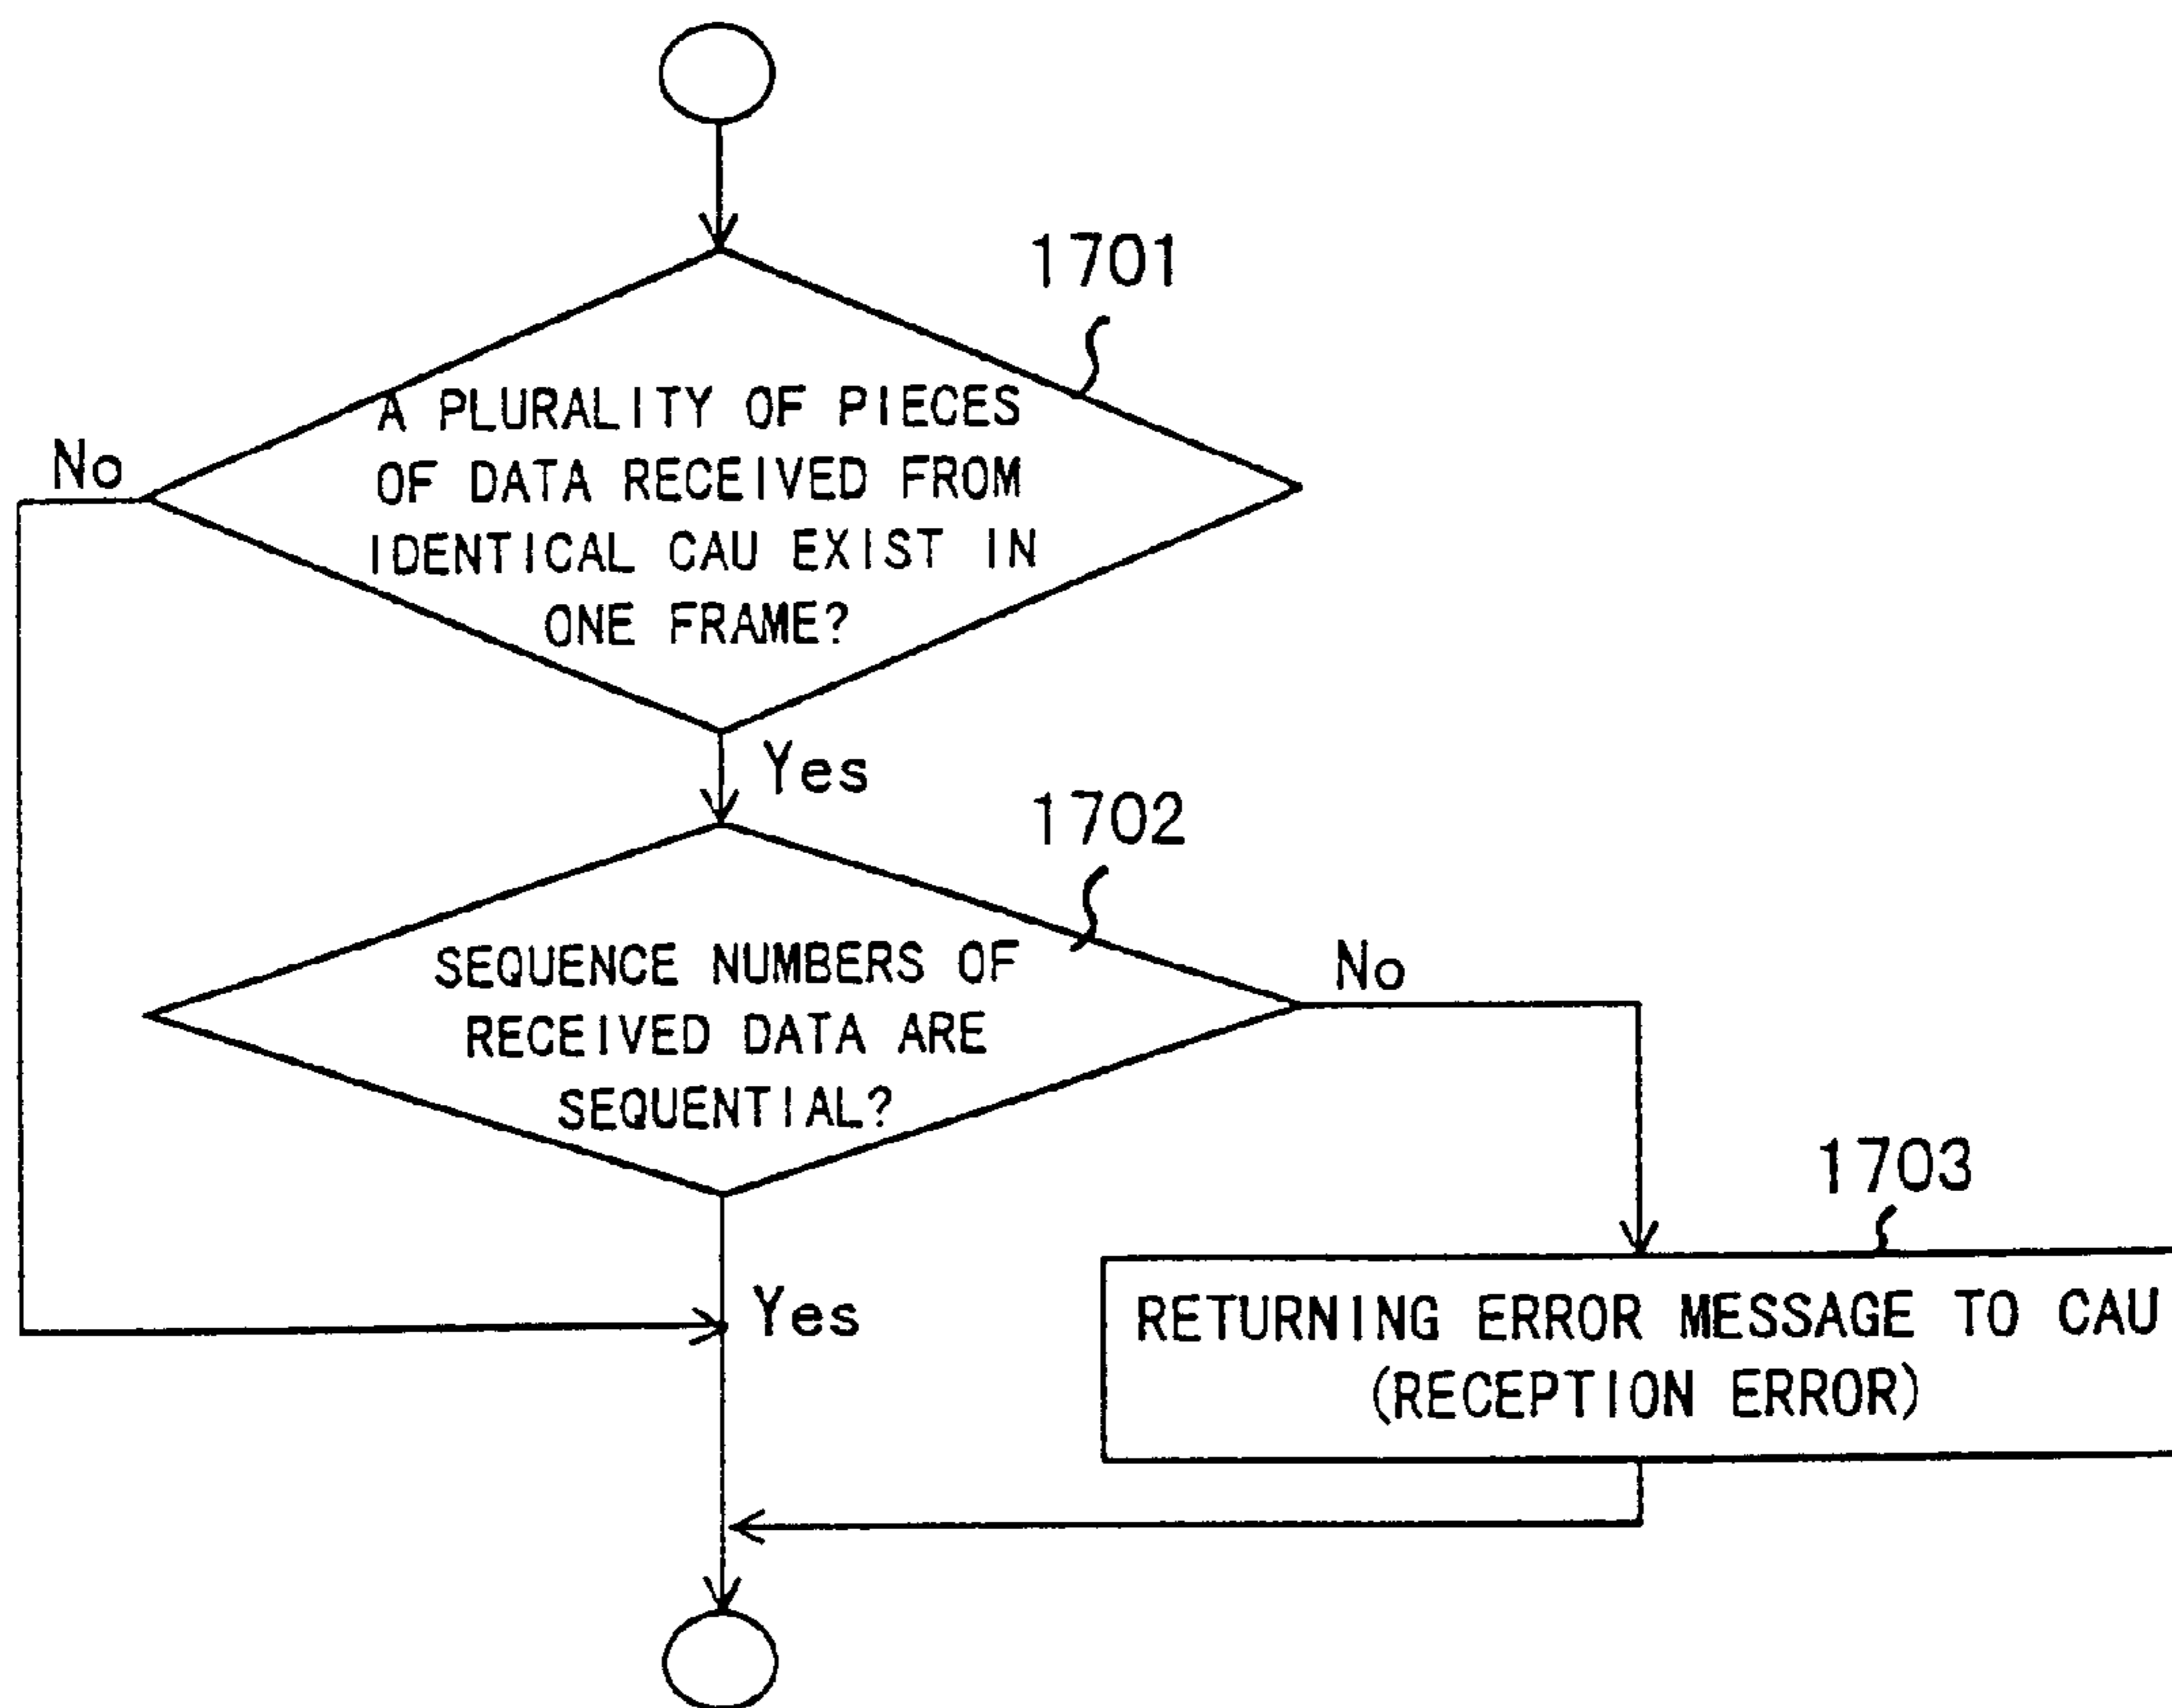 1701
A PLURALITY OF PIECES
OF DATA RECEIVED FROM
IDENTICAL CAU EXIST IN
ONE FRAME?
No
Yes
1702
SEQUENCE NUMBERS OF
RECEIVED DATA ARE
SEQUENTIAL?
No
Yes
1703
RETURNING ERROR MESSAGE TO CAU
(RECEPTION ERROR)